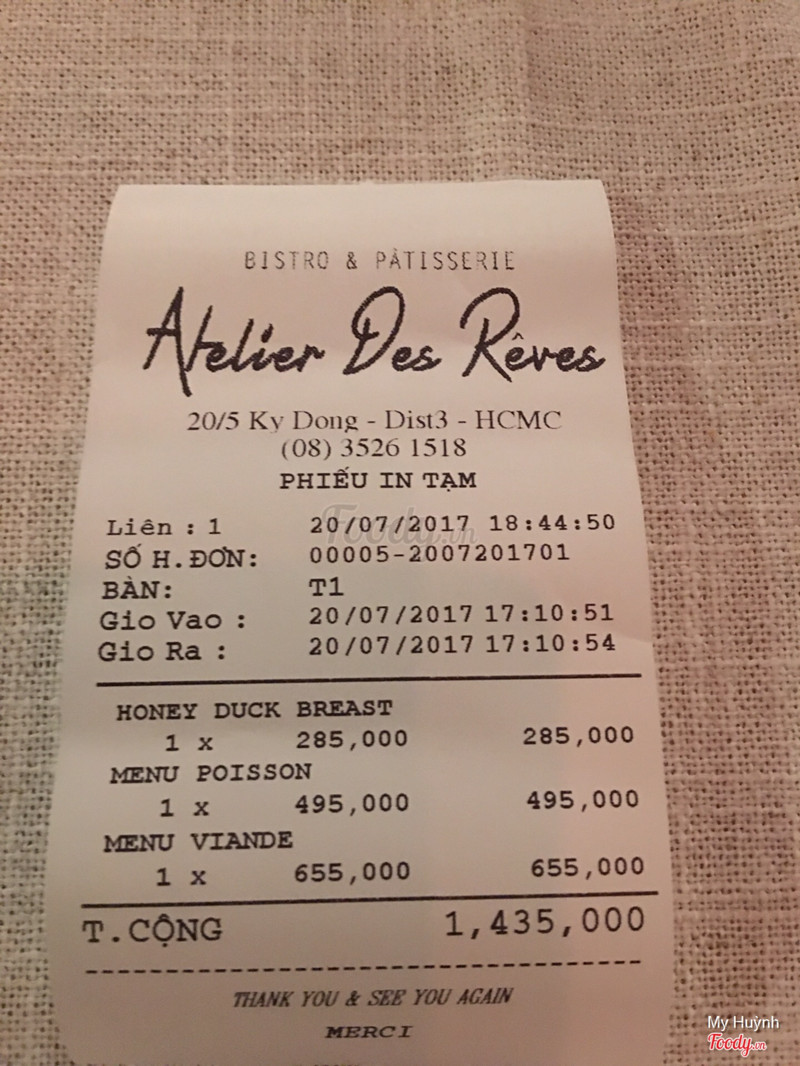 BISTRO & PÂTISSERIE
Atelier Des Rêves
20/5 Ky Dong - Dist3 - HCMC
(08) 3526 1518
PHIẾU IN TẠM
Liên : 1 20/07/2017 18:44:50
SỐ H.ĐƠN: 00005-2007201701
BÀN: T1
Gio Vao : 20/07/2017 17:10:51
Gio Ra : 20/07/2017 17:10:54
HONEY DUCK BREAST
1 x 285,000 285,000
MENU POISSON
1 x 495,000 495,000
MENU VIANDE
1 x 655,000 655,000
T.CỘNG 1,435,000
THANK YOU & SEE YOU AGAIN
MERCI
Foody.vn
My Huỳnh
Foody.vn